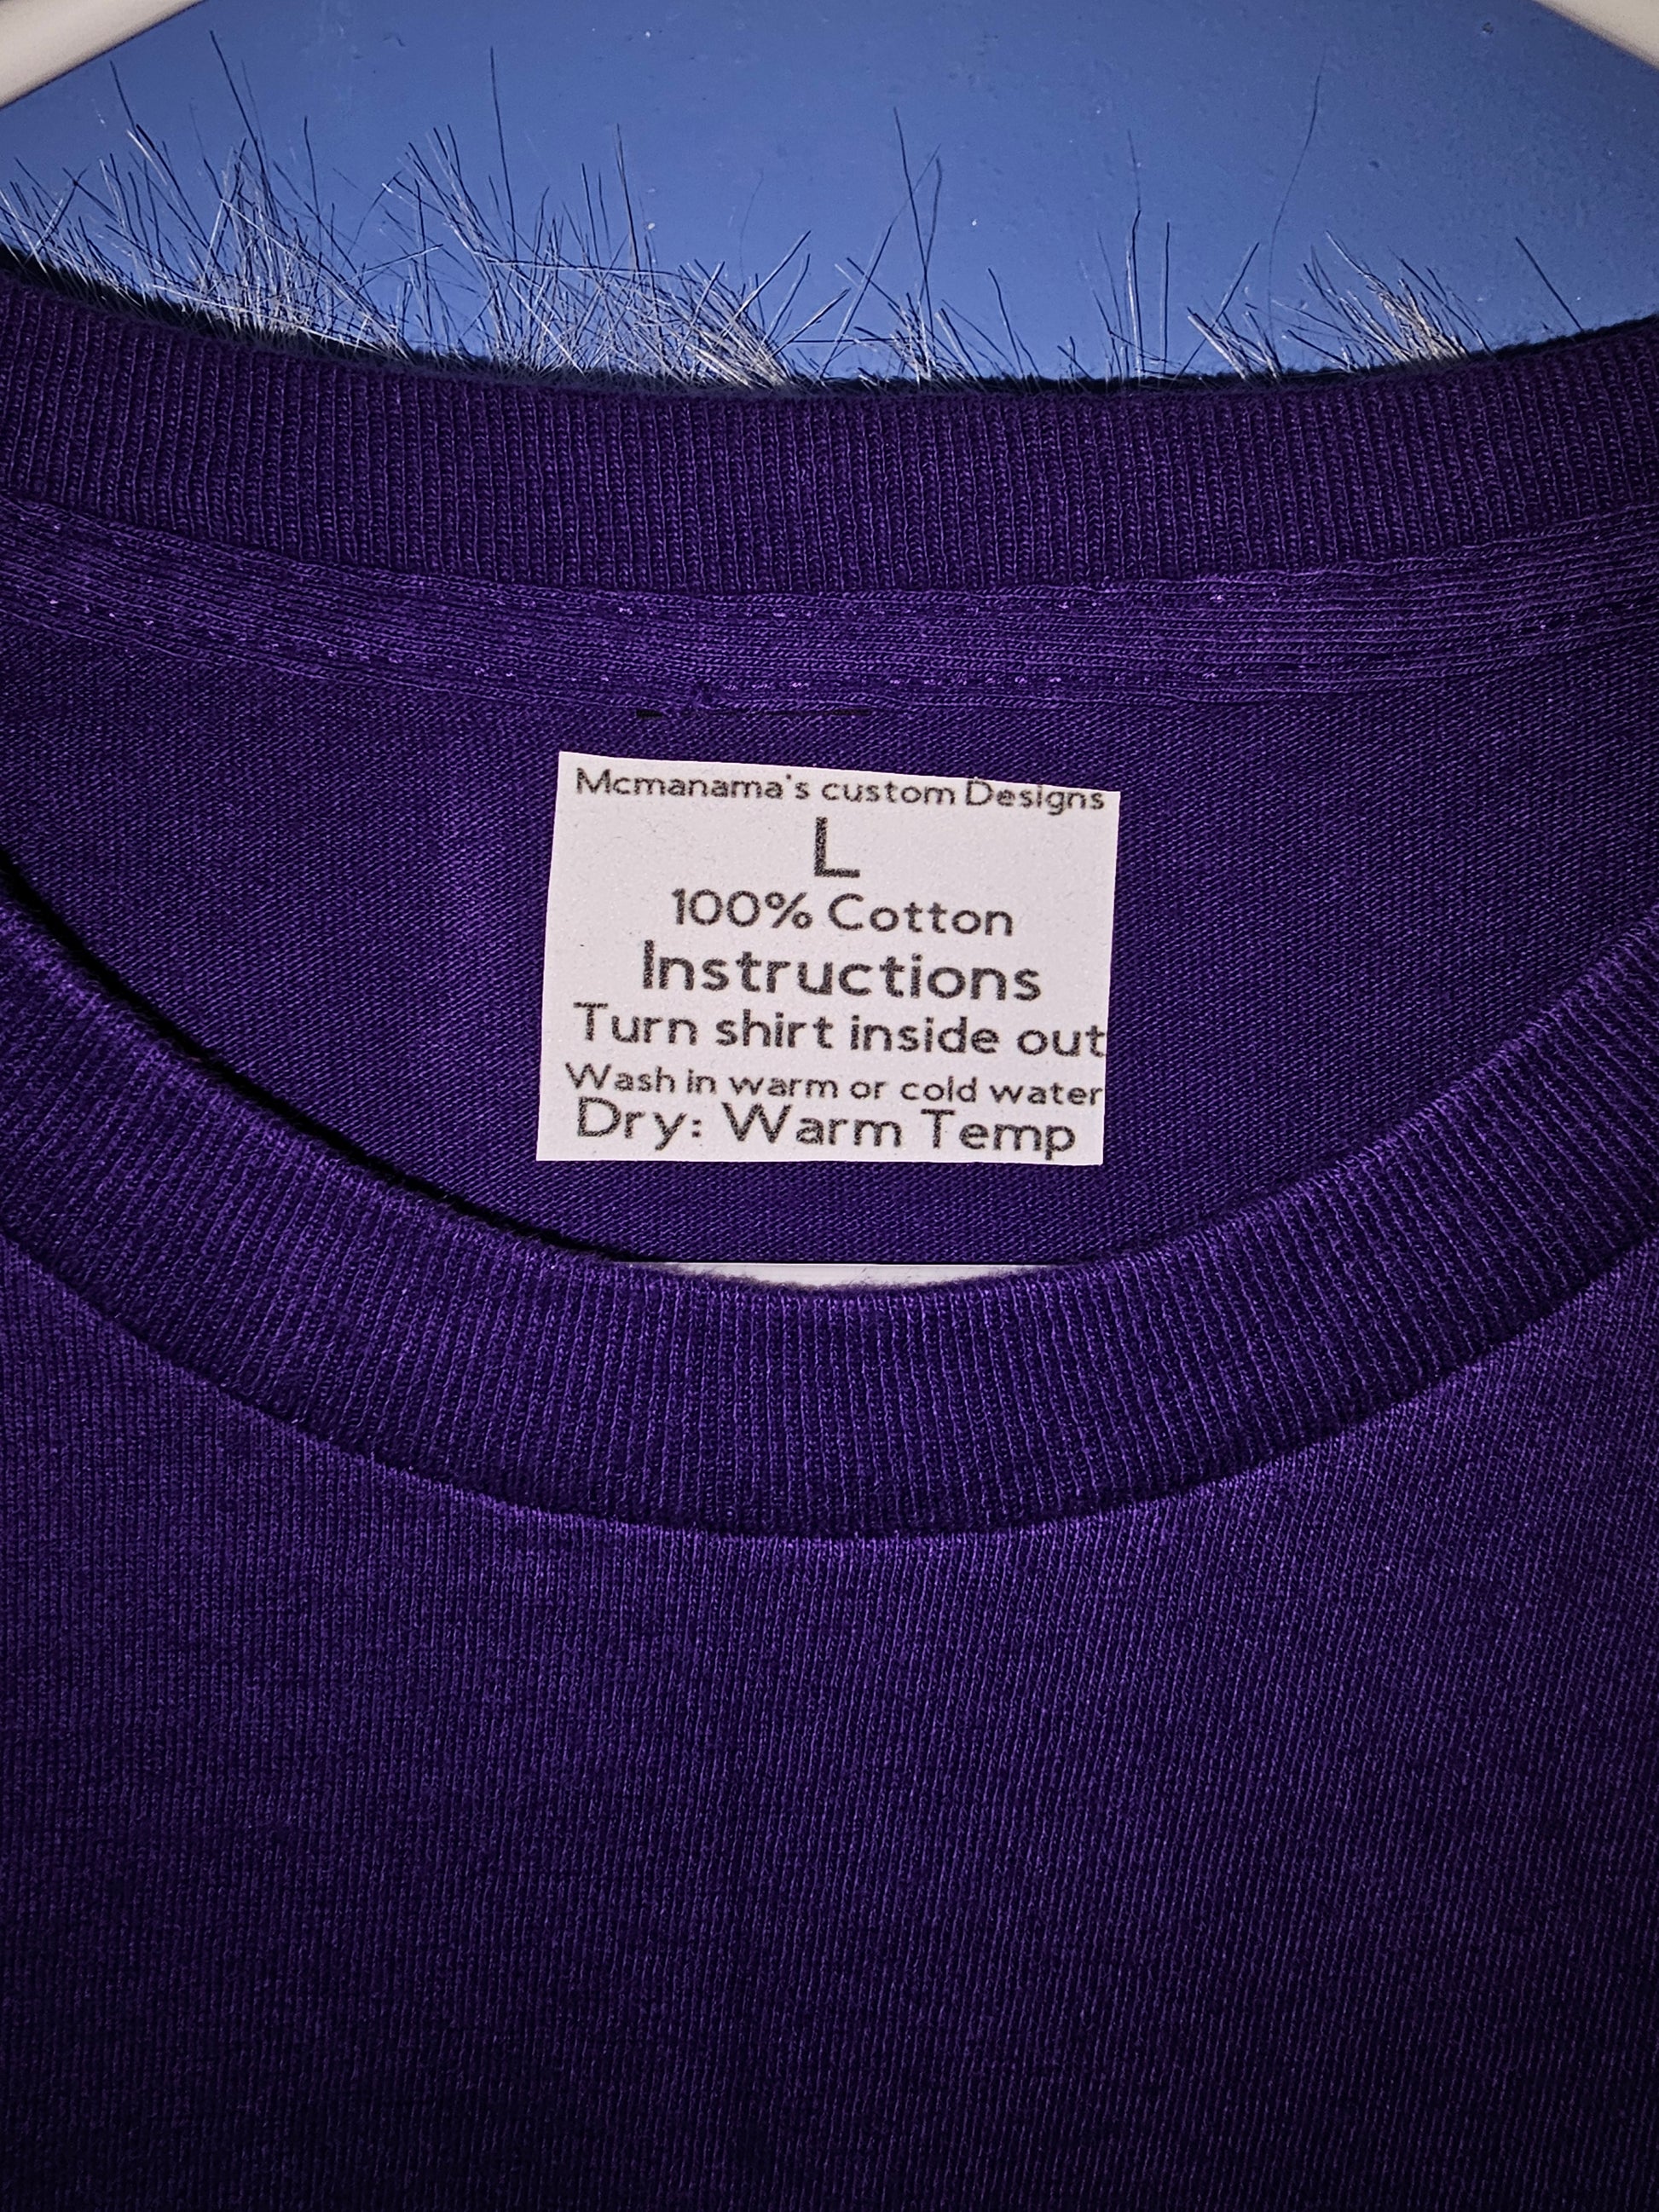 Mcmanama's custom Designs
L
100% Cotton
Instructions
Turn shirt inside out
Wash in warm or cold water
Dry: Warm Temp